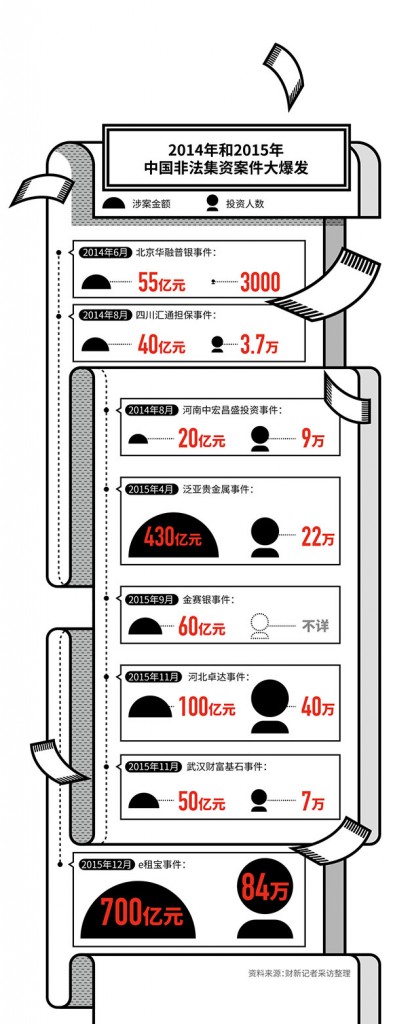 2014年和2015年
中国非法集资案件大爆发
涉案金额 投资人数
2014年6月 北京华融普银事件：
55亿元 3000
2014年8月 四川汇通担保事件：
40亿元 3.7万
2014年8月 河南中宏昌盛投资事件：
20亿元 9万
2015年4月 泛亚贵金属事件：
430亿元 22万
2015年9月 金赛银事件：
60亿元 不详
2015年11月 河北卓达事件：
100亿元 40万
2015年11月 武汉财富基石事件：
50亿元 7万
2015年12月 e租宝事件：
700亿元 84万
资料来源：财新记者采访整理